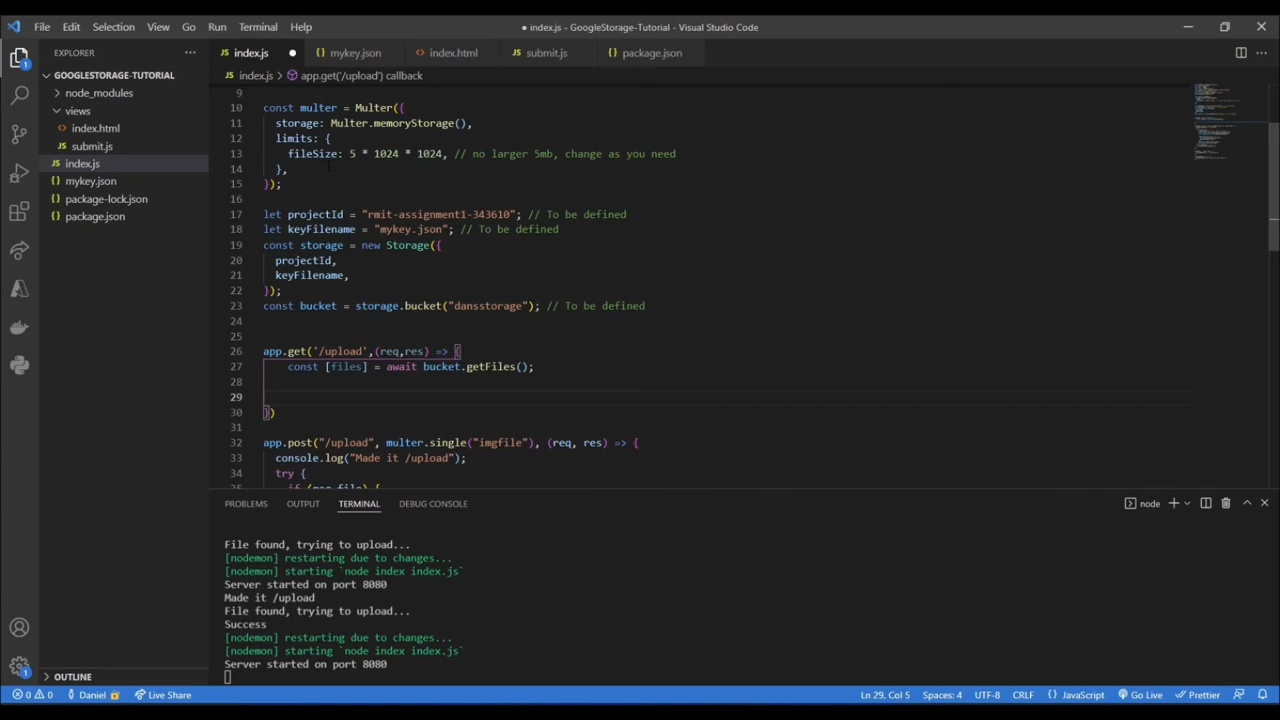 File Edit Selection View Go Run Terminal Help
● index.js - GoogleStorage-Tutorial - Visual Studio Code
EXPLORER
index.js
mykey.json
index.html
submit.js
package.json
GOOGLESTORAGE-TUTORIAL
node_modules
views
index.html
submit.js
index.js
mykey.json
package-lock.json
package.json
OUTLINE
index.js > app.get('/upload') callback
9
10 const multer = Multer({
11 storage: Multer.memoryStorage(),
12 limits: {
13 fileSize: 5 * 1024 * 1024, // no larger 5mb, change as you need
14 },
15 });
16
17 let projectId = "rmit-assignment1-343610"; // To be defined
18 let keyFilename = "mykey.json"; // To be defined
19 const storage = new Storage({
20 projectId,
21 keyFilename,
22 });
23 const bucket = storage.bucket("dansstorage"); // To be defined
24
25
26 app.get('/upload',(req,res) => {
27 const [files] = await bucket.getFiles();
28
29
30 })
31
32 app.post("/upload", multer.single("imgfile"), (req, res) => {
33 console.log("Made it /upload");
34 try {
35 if (req.file) {
PROBLEMS OUTPUT TERMINAL DEBUG CONSOLE
node
File found, trying to upload...
[nodemon] restarting due to changes...
[nodemon] starting `node index index.js`
Server started on port 8080
Made it /upload
File found, trying to upload...
Success
[nodemon] restarting due to changes...
[nodemon] starting `node index index.js`
Server started on port 8080
0 0 Daniel Live Share
Ln 29, Col 5 Spaces: 4 UTF-8 CRLF {} JavaScript Go Live Prettier